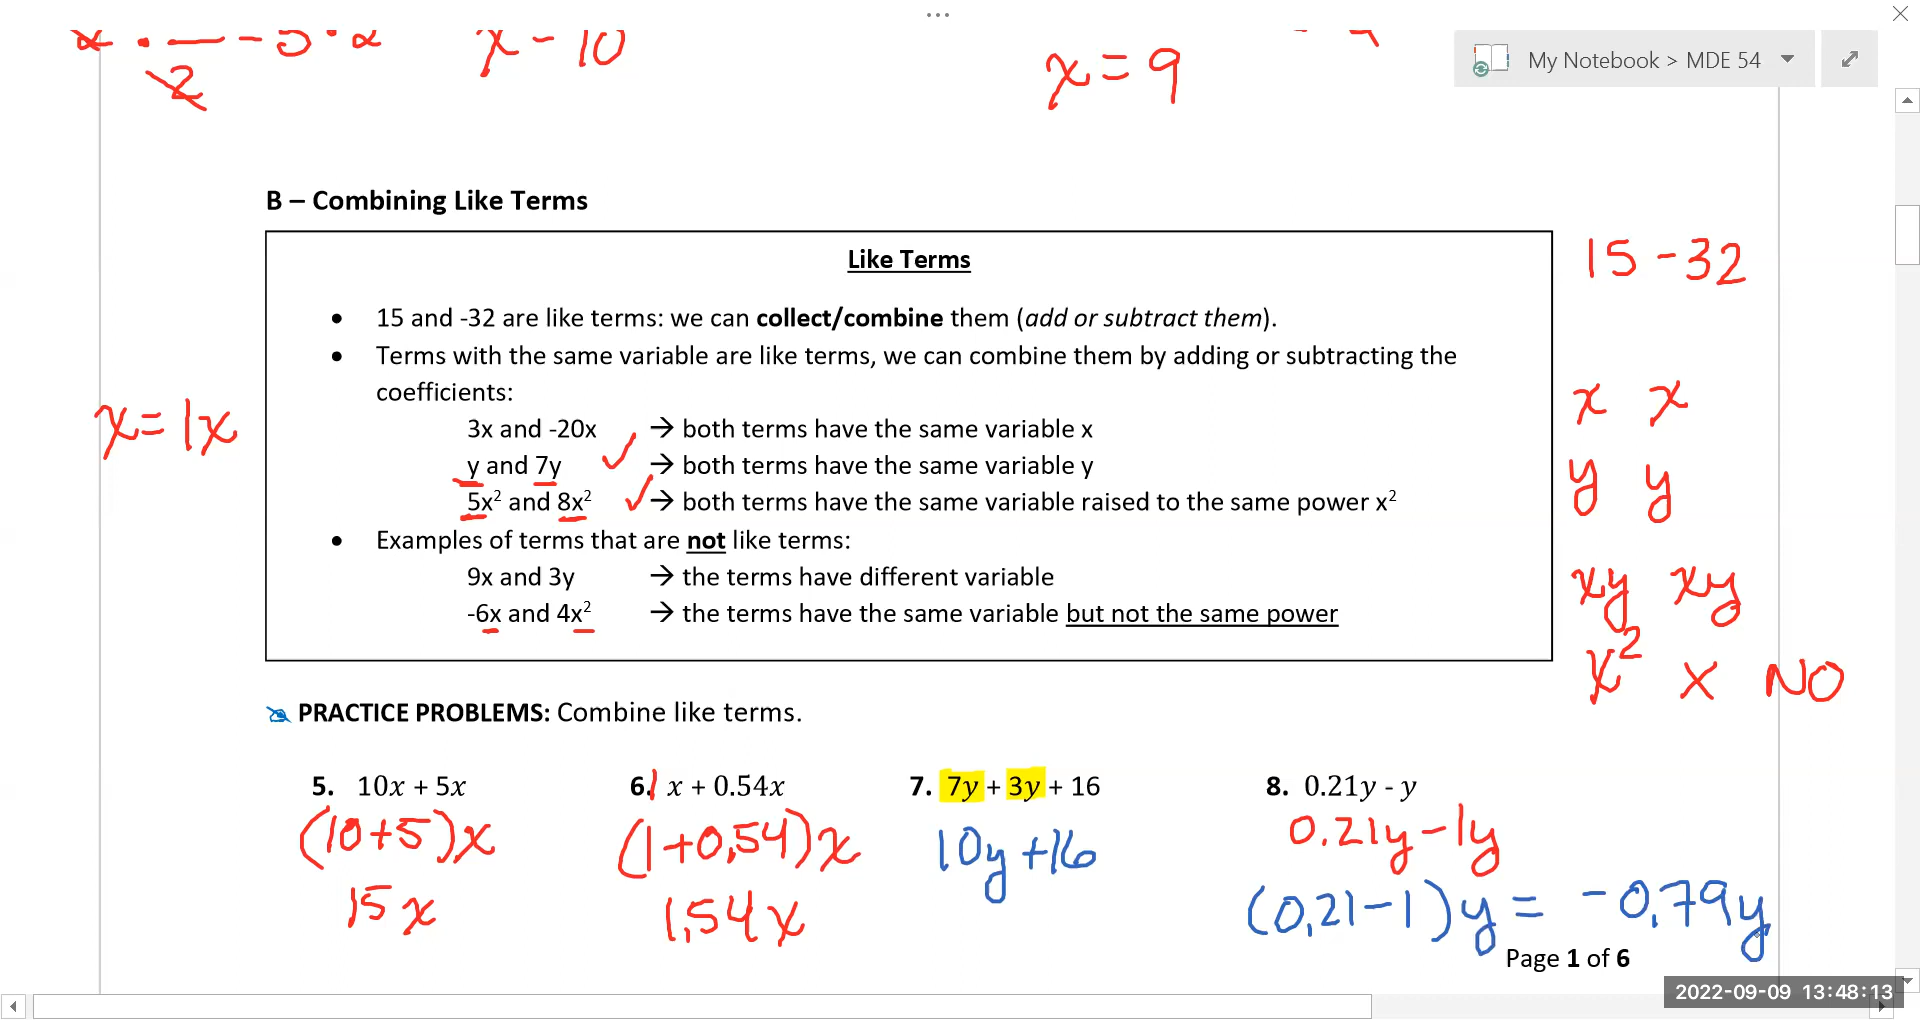 ...
x · — – 5 · 2 x – 10
2
x = 9
My Notebook > MDE 54
B – Combining Like Terms
Like Terms
15 – 32
• 15 and -32 are like terms: we can collect/combine them (add or subtract them).
• Terms with the same variable are like terms, we can combine them by adding or subtracting the
coefficients:
x = 1x
3x and -20x → both terms have the same variable x
x x
y and 7y ✓ → both terms have the same variable y
y y
5x² and 8x² ✓ → both terms have the same variable raised to the same power x²
• Examples of terms that are not like terms:
9x and 3y → the terms have different variable
xy xy
-6x and 4x² → the terms have the same variable but not the same power
x² x NO
PRACTICE PROBLEMS: Combine like terms.
5. 10x + 5x 6. 1 x + 0.54x 7. 7y + 3y + 16 8. 0.21y - y
(10+5)x (1+0.54)x 10y+16 0.21y–1y
15x 1.54x (0.21–1)y = –0.79y
Page 1 of 6
2022-09-09 13:48:13